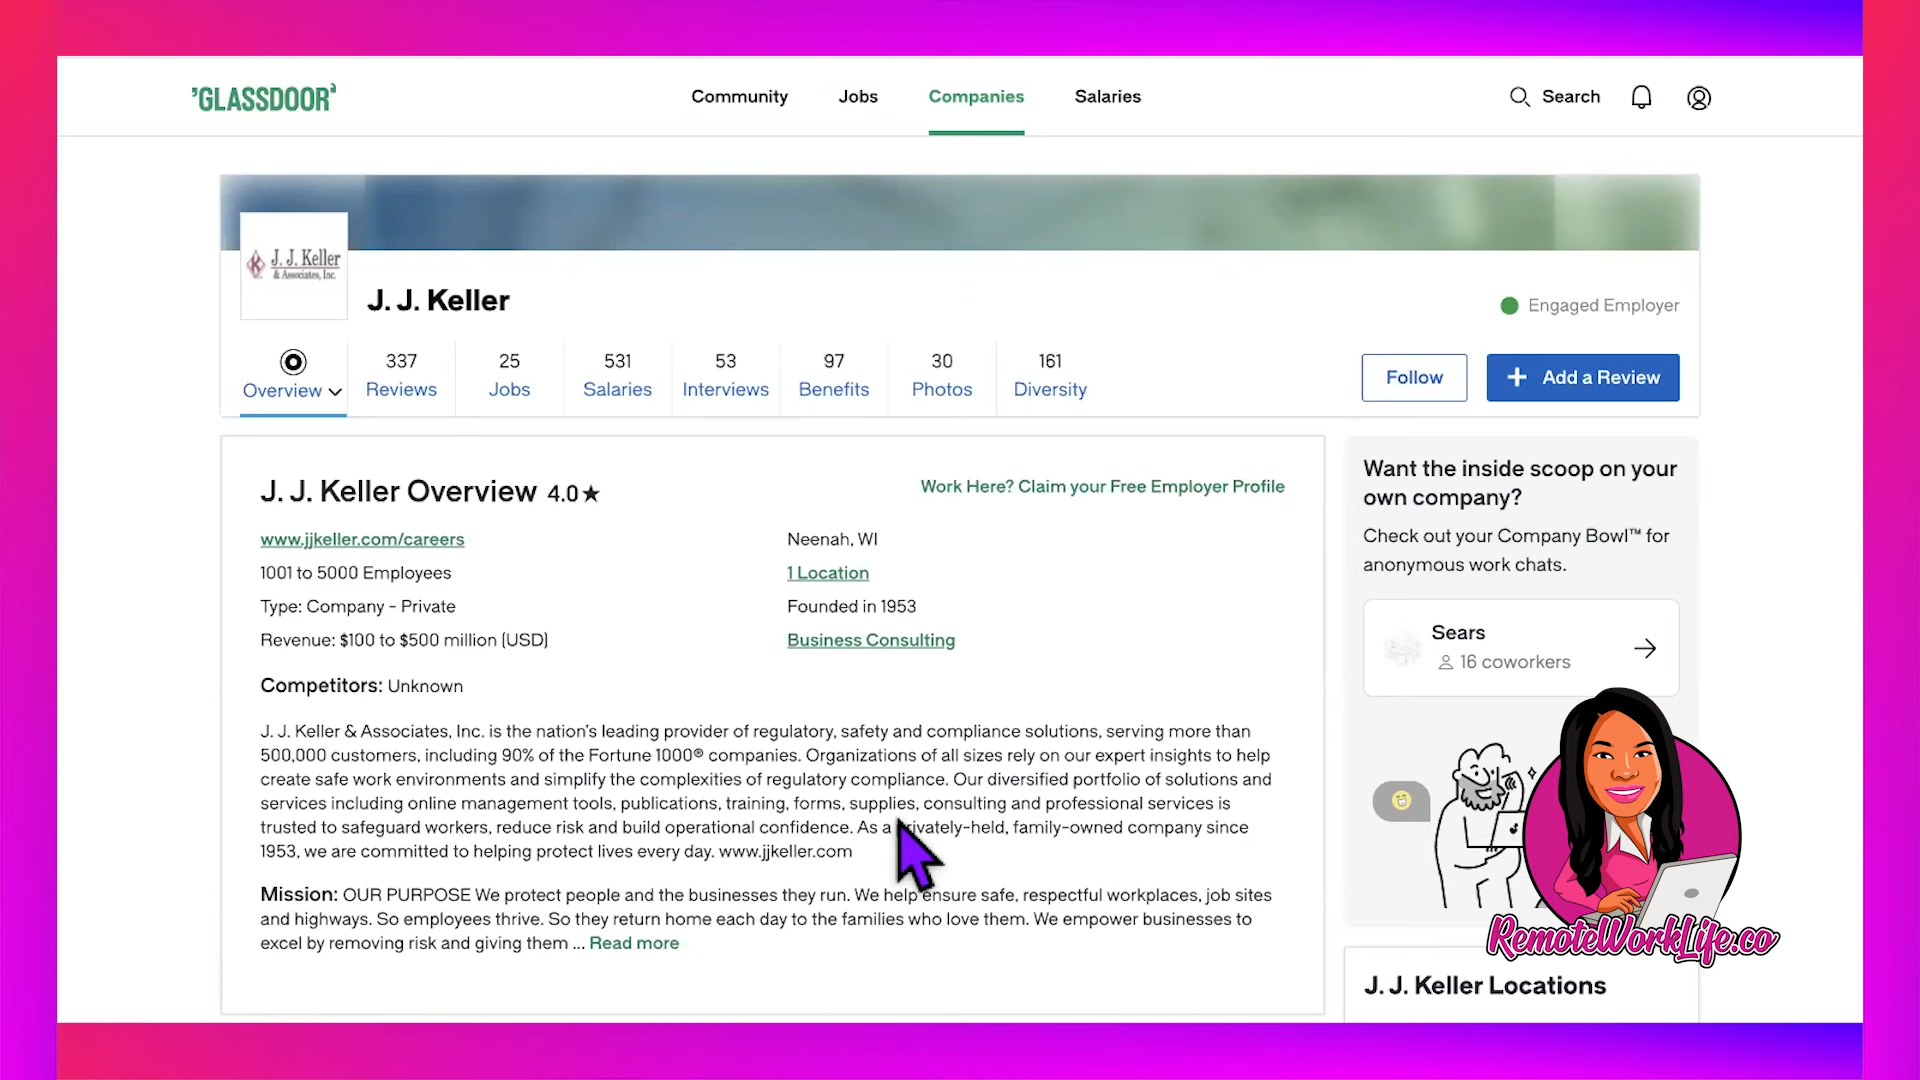 GLASSDOOR
Community
Jobs
Companies
Salaries
Search
J. J. Keller
& Associates, Inc.
J. J. Keller
Engaged Employer
Overview
337
Reviews
25
Jobs
531
Salaries
53
Interviews
97
Benefits
30
Photos
161
Diversity
Follow
+ Add a Review
J. J. Keller Overview 4.0★
Work Here? Claim your Free Employer Profile
www.jjkeller.com/careers
Neenah, WI
1001 to 5000 Employees
1 Location
Type: Company - Private
Founded in 1953
Revenue: $100 to $500 million (USD)
Business Consulting
Competitors: Unknown
J. J. Keller & Associates, Inc. is the nation's leading provider of regulatory, safety and compliance solutions, serving more than
500,000 customers, including 90% of the Fortune 1000® companies. Organizations of all sizes rely on our expert insights to help
create safe work environments and simplify the complexities of regulatory compliance. Our diversified portfolio of solutions and
services including online management tools, publications, training, forms, supplies, consulting and professional services is
trusted to safeguard workers, reduce risk and build operational confidence. As a privately-held, family-owned company since
1953, we are committed to helping protect lives every day. www.jjkeller.com
Mission: OUR PURPOSE We protect people and the businesses they run. We help ensure safe, respectful workplaces, job sites
and highways. So employees thrive. So they return home each day to the families who love them. We empower businesses to
excel by removing risk and giving them ... Read more
Want the inside scoop on your
own company?
Check out your Company Bowl™ for
anonymous work chats.
Sears
16 coworkers
RemoteWorkLife.co
J. J. Keller Locations